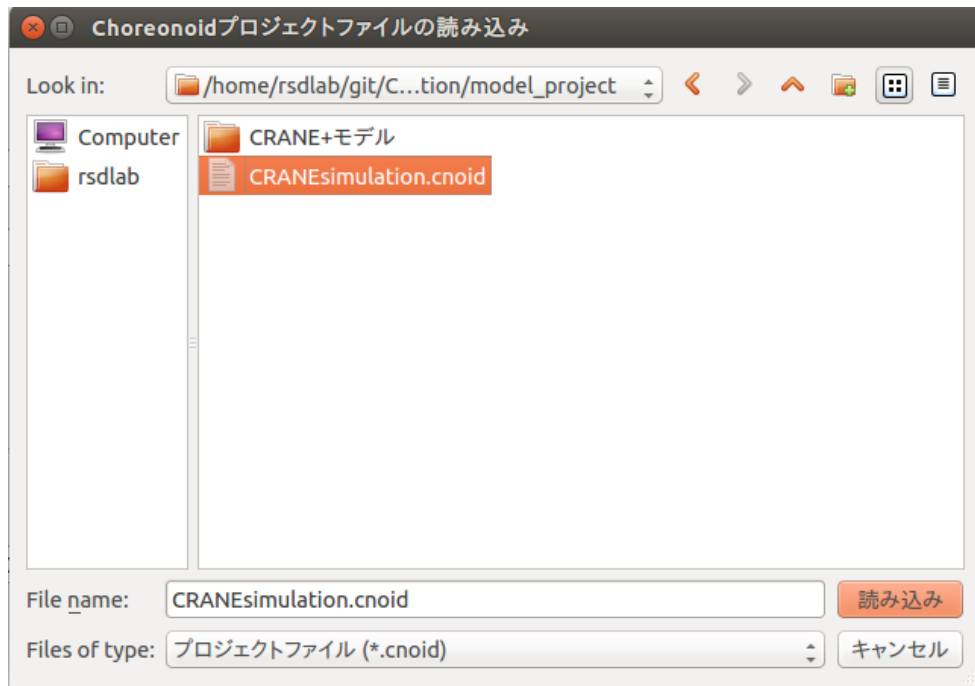 Choreonoidプロジェクトファイルの読み込み
Look in: /home/rsdlab/git/C...tion/model_project
Computer
rsdlab
CRANE+モデル
CRANEsimulation.cnoid
File name: CRANEsimulation.cnoid 読み込み
Files of type: プロジェクトファイル (*.cnoid) キャンセル